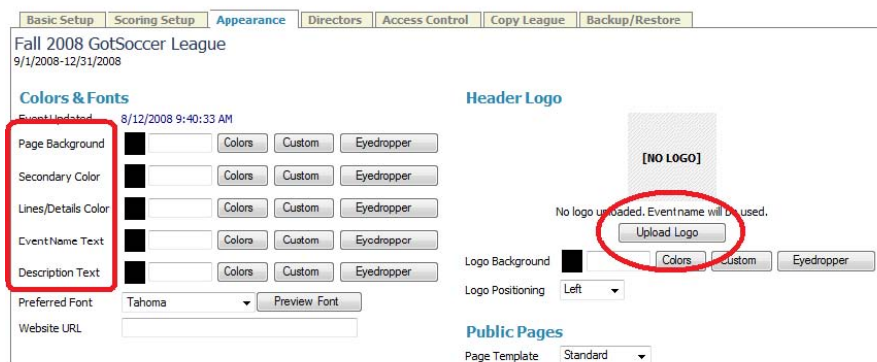 Basic Setup Scoring Setup Appearance Directors Access Control Copy League Backup/Restore
Fall 2008 GotSoccer League
9/1/2008-12/31/2008
Colors & Fonts
Event Updated 8/12/2008 9:40:33 AM
Page Background Colors Custom Eyedropper
Secondary Color Colors Custom Eyedropper
Lines/Details Color Colors Custom Eyedropper
Event Name Text Colors Custom Eyedropper
Description Text Colors Custom Eyedropper
Preferred Font Tahoma Preview Font
Website URL
Header Logo
[NO LOGO]
No logo uploaded. Event name will be used.
Upload Logo
Logo Background Colors Custom Eyedropper
Logo Positioning Left
Public Pages
Page Template Standard